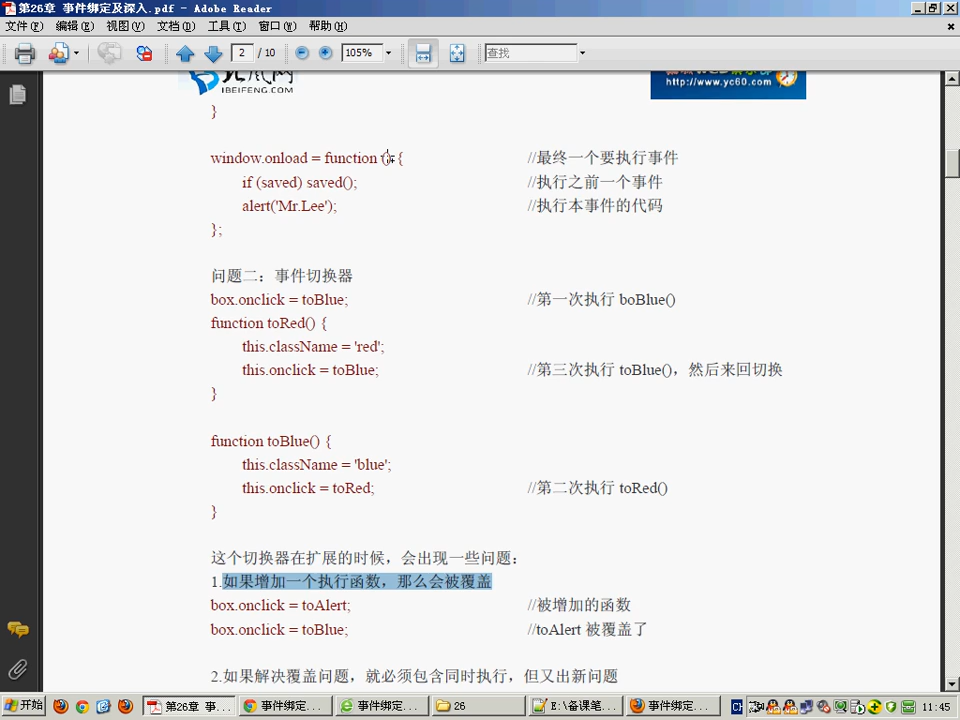 第26章 事件绑定及深入.pdf - Adobe Reader
文件(F) 编辑(E) 视图(V) 文档(D) 工具(T) 窗口(W) 帮助(H)
2 / 10 105% 查找
IBEIFENG.COM
http://www.yc60.com
}
window.onload = function () { //最终一个要执行事件
if (saved) saved(); //执行之前一个事件
alert('Mr.Lee'); //执行本事件的代码
};
问题二：事件切换器
box.onclick = toBlue; //第一次执行 boBlue()
function toRed() {
this.className = 'red';
this.onclick = toBlue; //第三次执行 toBlue()，然后来回切换
}
function toBlue() {
this.className = 'blue';
this.onclick = toRed; //第二次执行 toRed()
}
这个切换器在扩展的时候，会出现一些问题：
1.如果增加一个执行函数，那么会被覆盖
box.onclick = toAlert; //被增加的函数
box.onclick = toBlue; //toAlert 被覆盖了
2.如果解决覆盖问题，就必须包含同时执行，但又出新问题
开始 第26章 事... 事件绑定... 事件绑定... 26 E:\备课笔... 事件绑定... CH 11:45